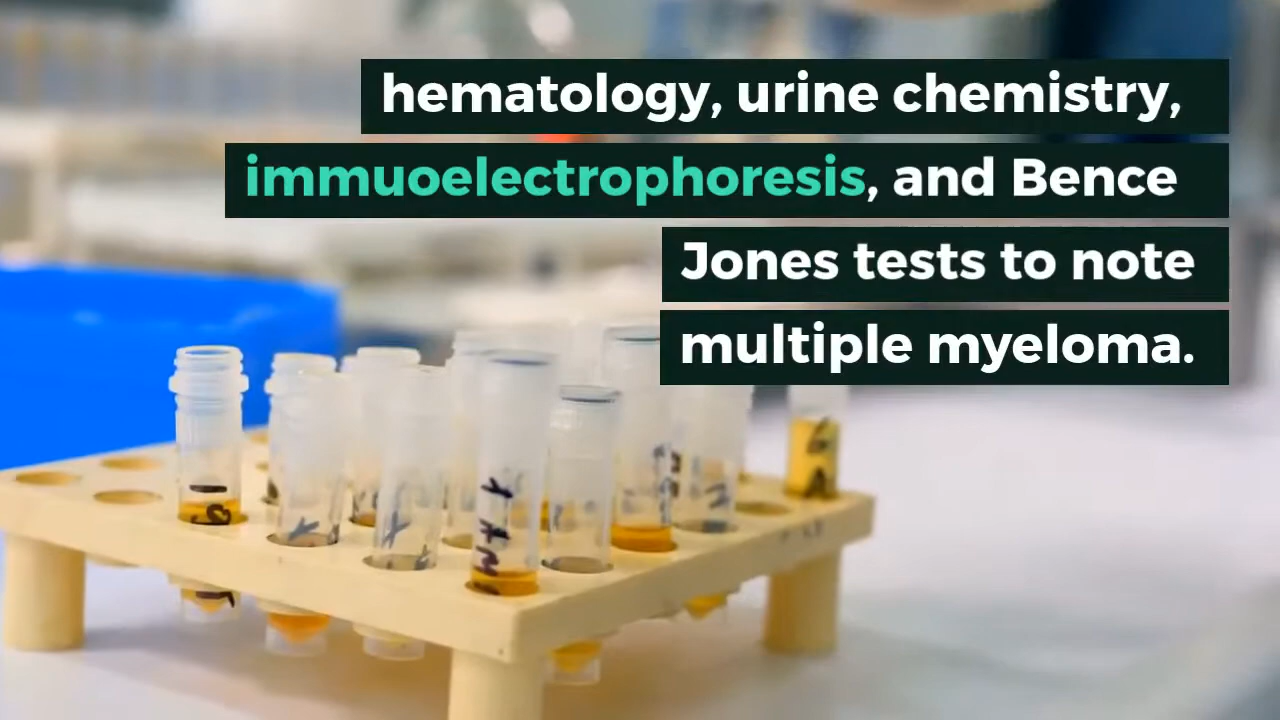 hematology, urine chemistry,
immuoelectrophoresis, and Bence
Jones tests to note
multiple myeloma.